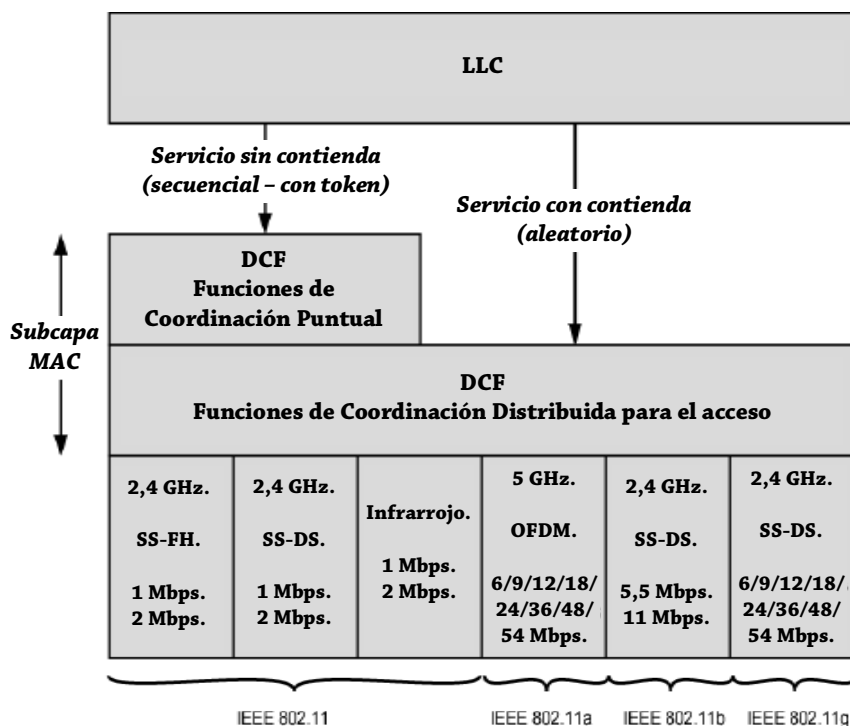 LLC
Servicio sin contienda
(secuencial – con token)
Servicio con contienda
(aleatorio)
DCF
Funciones de
Coordinación Puntual
Subcapa
MAC
DCF
Funciones de Coordinación Distribuida para el acceso
2,4 GHz.
SS-FH.
1 Mbps.
2 Mbps.
2,4 GHz.
SS-DS.
1 Mbps.
2 Mbps.
Infrarrojo.
1 Mbps.
2 Mbps.
5 GHz.
OFDM.
6/9/12/18/
24/36/48/
54 Mbps.
2,4 GHz.
SS-DS.
5,5 Mbps.
11 Mbps.
2,4 GHz.
SS-DS.
6/9/12/18/
24/36/48/
54 Mbps.
IEEE 802.11
IEEE 802.11a
IEEE 802.11b
IEEE 802.11g